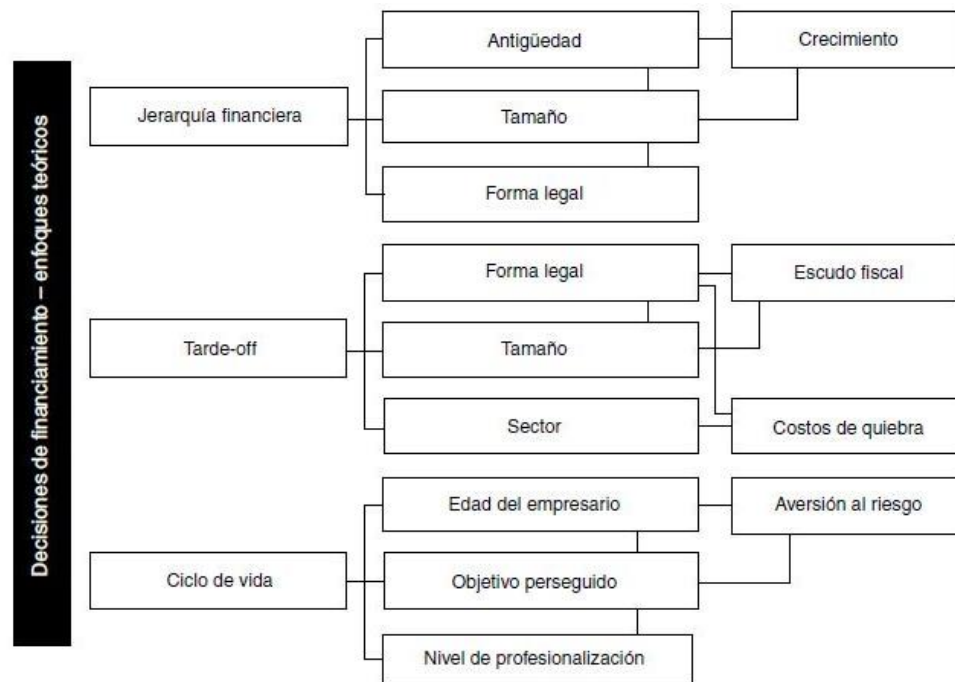 Decisiones de financiamiento – enfoques teóricos
Jerarquía financiera
Antigüedad
Crecimiento
Tamaño
Forma legal
Tarde-off
Forma legal
Escudo fiscal
Tamaño
Sector
Costos de quiebra
Ciclo de vida
Edad del empresario
Aversión al riesgo
Objetivo perseguido
Nivel de profesionalización